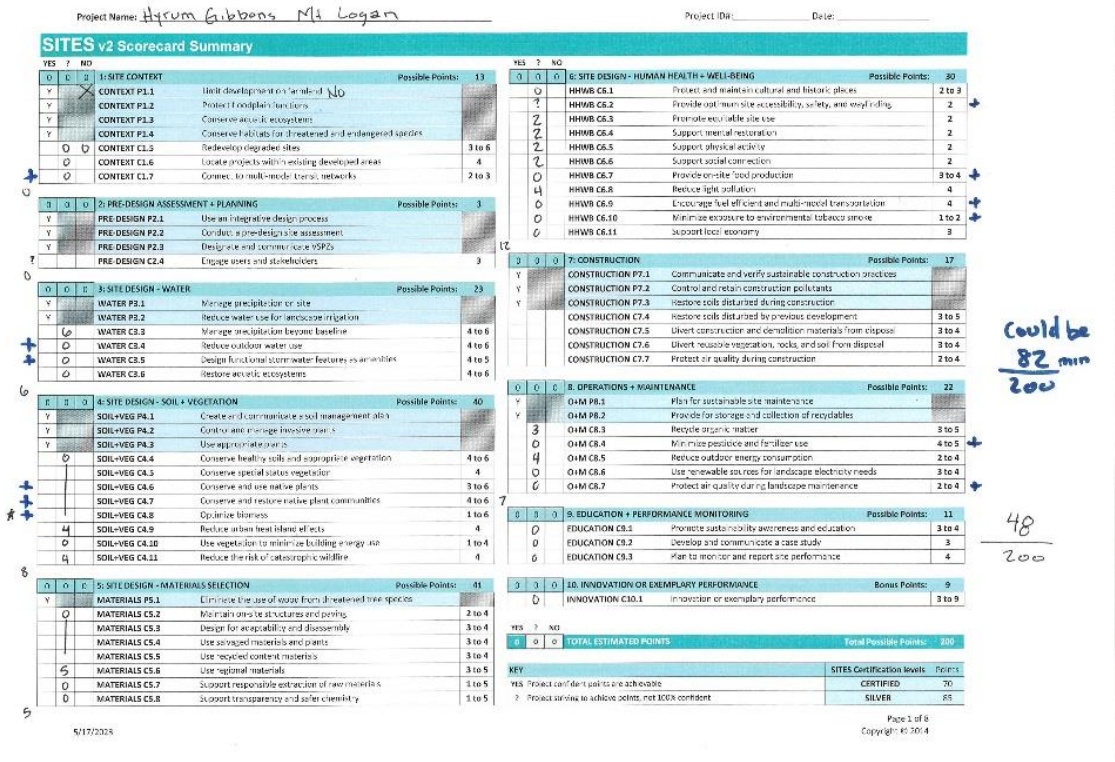 Project Name: Hyrum Gibbons Mt Logan
Project ID#: Date:
SITES v2 Scorecard Summary
YES ? NO
0 0 0 1: SITE CONTEXT Possible Points: 13
Y CONTEXT P1.1 Limit development on farmland NO
Y CONTEXT P1.2 Protect floodplain functions
Y CONTEXT P1.3 Conserve aquatic ecosystems
Y CONTEXT P1.4 Conserve habitats for threatened and endangered species
0 0 CONTEXT C1.5 Redevelop degraded sites 3 to 6
0 CONTEXT C1.6 Locate projects within existing developed areas 4
+ 0 CONTEXT C1.7 Connect to multi-modal transit networks 2 to 3
0
0 0 0 2: PRE-DESIGN ASSESSMENT + PLANNING Possible Points: 3
Y PRE-DESIGN P2.1 Use an integrative design process
Y PRE-DESIGN P2.2 Conduct a pre-design site assessment
Y PRE-DESIGN P2.3 Designate and communicate VSPZs
? PRE-DESIGN C2.4 Engage users and stakeholders 3
0
0 0 0 3: SITE DESIGN - WATER Possible Points: 23
Y WATER P3.1 Manage precipitation on site
Y WATER P3.2 Reduce water use for landscape irrigation
6 WATER C3.3 Manage precipitation beyond baseline 4 to 6
+ 0 WATER C3.4 Reduce outdoor water use 4 to 6
+ 0 WATER C3.5 Design functional stormwater features as amenities 4 to 5
0 WATER C3.6 Restore aquatic ecosystems 4 to 6
6
0 0 0 4: SITE DESIGN - SOIL + VEGETATION Possible Points: 40
Y SOIL+VEG P4.1 Create and communicate a soil management plan
Y SOIL+VEG P4.2 Control and manage invasive plants
Y SOIL+VEG P4.3 Use appropriate plants
0 SOIL+VEG C4.4 Conserve healthy soils and appropriate vegetation 4 to 6
SOIL+VEG C4.5 Conserve special status vegetation 4
+ SOIL+VEG C4.6 Conserve and use native plants 3 to 6
+ SOIL+VEG C4.7 Conserve and restore native plant communities 4 to 6
* + SOIL+VEG C4.8 Optimize biomass 1 to 6
4 SOIL+VEG C4.9 Reduce urban heat island effects 4
0 SOIL+VEG C4.10 Use vegetation to minimize building energy use 1 to 4
4 SOIL+VEG C4.11 Reduce the risk of catastrophic wildfire 4
8
0 0 0 5: SITE DESIGN - MATERIALS SELECTION Possible Points: 41
Y MATERIALS P5.1 Eliminate the use of wood from threatened tree species
0 MATERIALS C5.2 Maintain on-site structures and paving 2 to 4
MATERIALS C5.3 Design for adaptability and disassembly 3 to 4
MATERIALS C5.4 Use salvaged materials and plants 3 to 4
MATERIALS C5.5 Use recycled content materials 3 to 4
5 MATERIALS C5.6 Use regional materials 3 to 5
0 MATERIALS C5.7 Support responsible extraction of raw materials 1 to 5
0 MATERIALS C5.8 Support transparency and safer chemistry 1 to 5
5
5/17/2023
YES ? NO
0 0 0 6: SITE DESIGN - HUMAN HEALTH + WELL-BEING Possible Points: 30
0 HHWB C6.1 Protect and maintain cultural and historic places 2 to 3
? HHWB C6.2 Provide optimum site accessibility, safety, and wayfinding 2 +
2 HHWB C6.3 Promote equitable site use 2
2 HHWB C6.4 Support mental restoration 2
2 HHWB C6.5 Support physical activity 2
2 HHWB C6.6 Support social connection 2
0 HHWB C6.7 Provide on-site food production 3 to 4 +
4 HHWB C6.8 Reduce light pollution 4
0 HHWB C6.9 Encourage fuel efficient and multi-modal transportation 4 +
0 HHWB C6.10 Minimize exposure to environmental tobacco smoke 1 to 2 +
0 HHWB C6.11 Support local economy 3
12
0 0 0 7: CONSTRUCTION Possible Points: 17
Y CONSTRUCTION P7.1 Communicate and verify sustainable construction practices
Y CONSTRUCTION P7.2 Control and retain construction pollutants
Y CONSTRUCTION P7.3 Restore soils disturbed during construction
CONSTRUCTION C7.4 Restore soils disturbed by previous development 3 to 5
CONSTRUCTION C7.5 Divert construction and demolition materials from disposal 3 to 4
CONSTRUCTION C7.6 Divert reusable vegetation, rocks, and soil from disposal 3 to 4
CONSTRUCTION C7.7 Protect air quality during construction 2 to 4
0 0 0 8. OPERATIONS + MAINTENANCE Possible Points: 22
Y O+M P8.1 Plan for sustainable site maintenance
Y O+M P8.2 Provide for storage and collection of recyclables
3 O+M C8.3 Recycle organic matter 3 to 5
0 O+M C8.4 Minimize pesticide and fertilizer use 4 to 5 +
4 O+M C8.5 Reduce outdoor energy consumption 2 to 4
0 O+M C8.6 Use renewable sources for landscape electricity needs 3 to 4
0 O+M C8.7 Protect air quality during landscape maintenance 2 to 4 +
7
0 0 0 9. EDUCATION + PERFORMANCE MONITORING Possible Points: 11
0 EDUCATION C9.1 Promote sustainability awareness and education 3 to 4
0 EDUCATION C9.2 Develop and communicate a case study 3
0 EDUCATION C9.3 Plan to monitor and report site performance 4
0 0 0 10. INNOVATION OR EXEMPLARY PERFORMANCE Bonus Points: 9
0 INNOVATION C10.1 Innovation or exemplary performance 3 to 9
YES ? NO
0 0 0 TOTAL ESTIMATED POINTS Total Possible Points: 200
KEY SITES Certification levels Points
YES Project confident points are achievable CERTIFIED 70
? Project striving to achieve points, not 100% confident SILVER 85
Page 1 of 8
Copyright © 2014
Could be
82 min
200
48
200